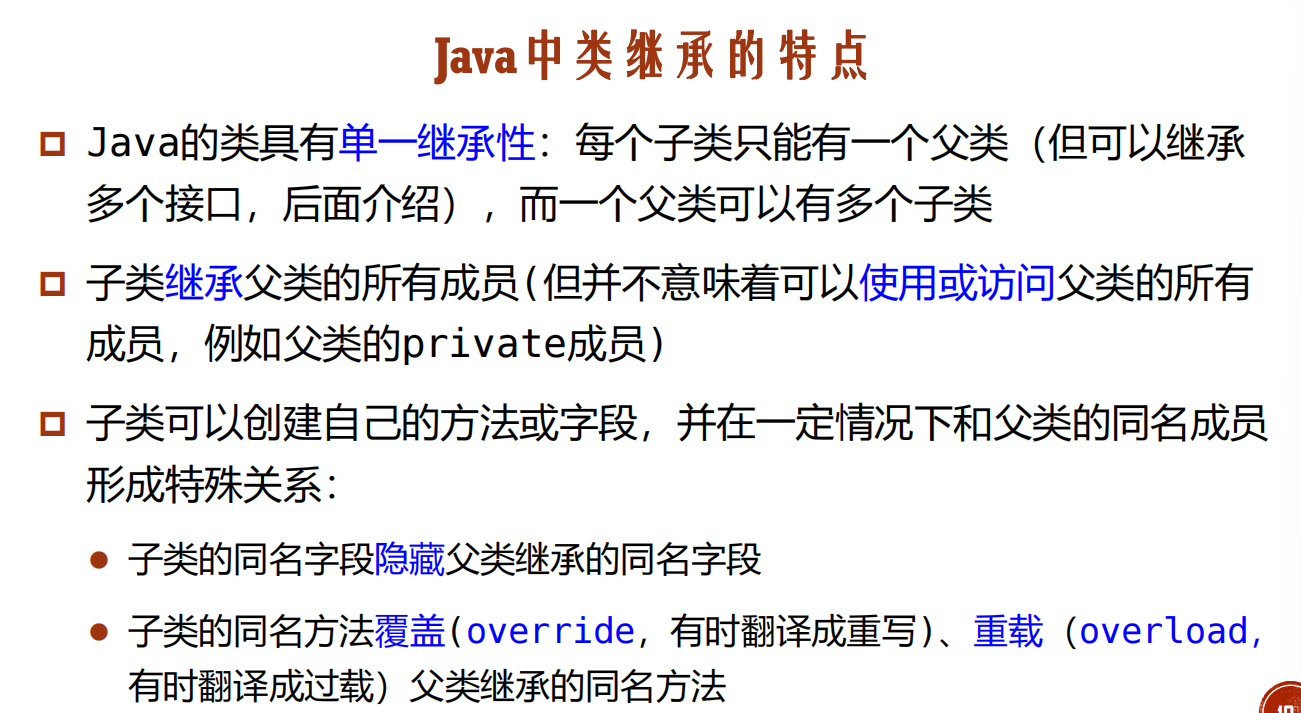 Java中类继承的特点
Java的类具有单一继承性：每个子类只能有一个父类（但可以继承
多个接口，后面介绍），而一个父类可以有多个子类
子类继承父类的所有成员(但并不意味着可以使用或访问父类的所有
成员，例如父类的private成员)
子类可以创建自己的方法或字段，并在一定情况下和父类的同名成员
形成特殊关系：
子类的同名字段隐藏父类继承的同名字段
子类的同名方法覆盖(override，有时翻译成重写)、重载（overload，
有时翻译成过载）父类继承的同名方法